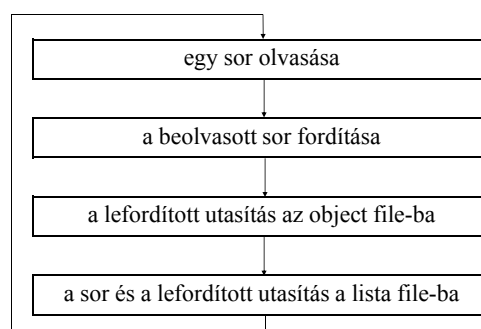 egy sor olvasása
a beolvasott sor fordítása
a lefordított utasítás az object file-ba
a sor és a lefordított utasítás a lista file-ba